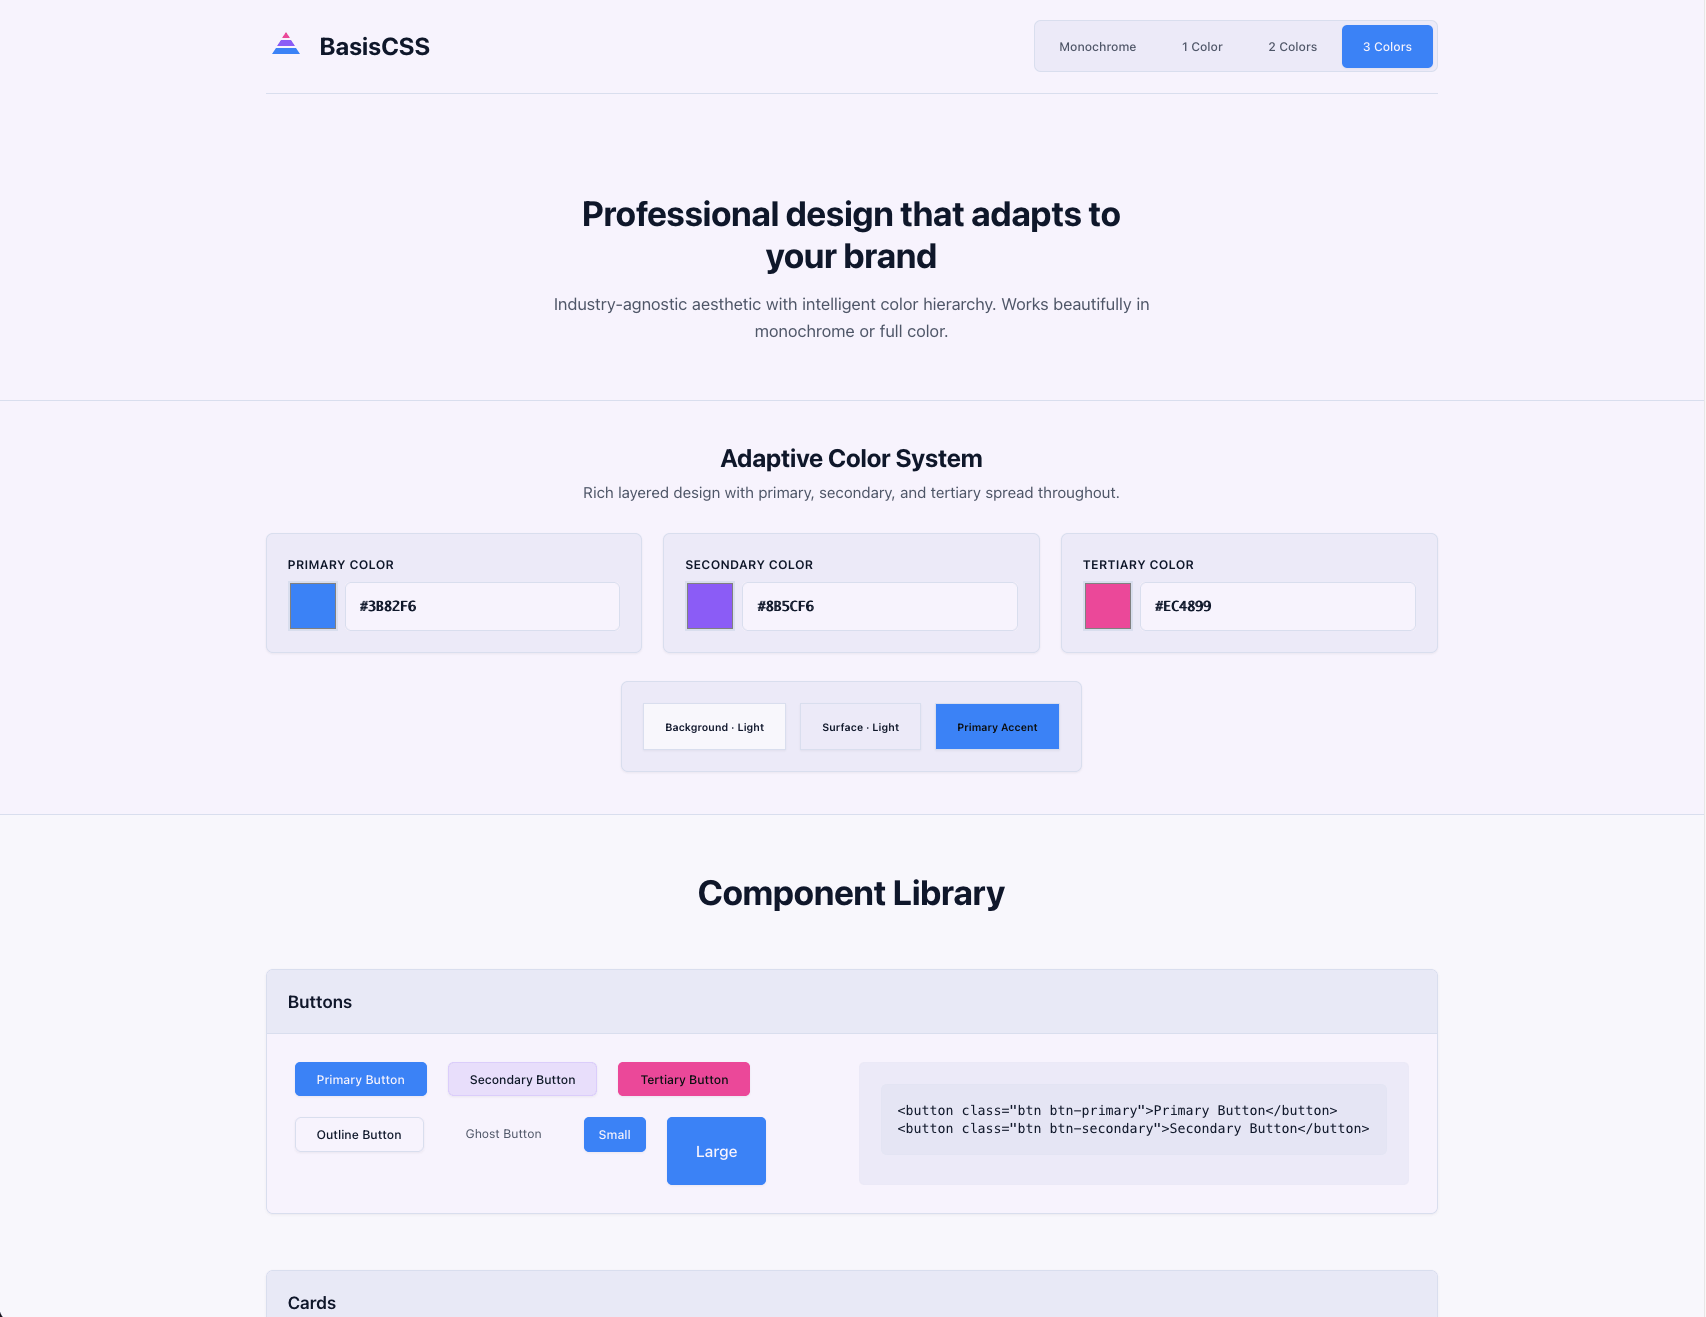 BasisCSS
Monochrome
1 Color
2 Colors
3 Colors
Professional design that adapts to
your brand
Industry-agnostic aesthetic with intelligent color hierarchy. Works beautifully in
monochrome or full color.
Adaptive Color System
Rich layered design with primary, secondary, and tertiary spread throughout.
PRIMARY COLOR
#3B82F6
SECONDARY COLOR
#8B5CF6
TERTIARY COLOR
#EC4899
Background · Light
Surface · Light
Primary Accent
Component Library
Buttons
Primary Button
Secondary Button
Tertiary Button
Outline Button
Ghost Button
Small
Large
<button class="btn btn-primary">Primary Button</button>
<button class="btn btn-secondary">Secondary Button</button>
Cards